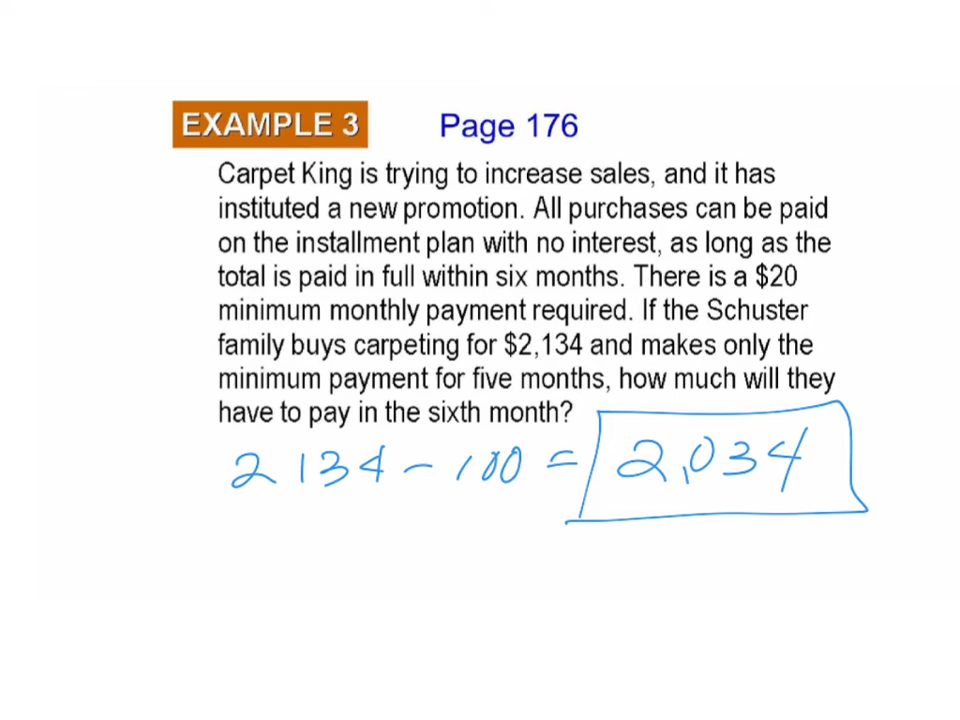 EXAMPLE 3 Page 176
Carpet King is trying to increase sales, and it has
instituted a new promotion. All purchases can be paid
on the installment plan with no interest, as long as the
total is paid in full within six months. There is a $20
minimum monthly payment required. If the Schuster
family buys carpeting for $2,134 and makes only the
minimum payment for five months, how much will they
have to pay in the sixth month?
2134 - 100 = 2,034